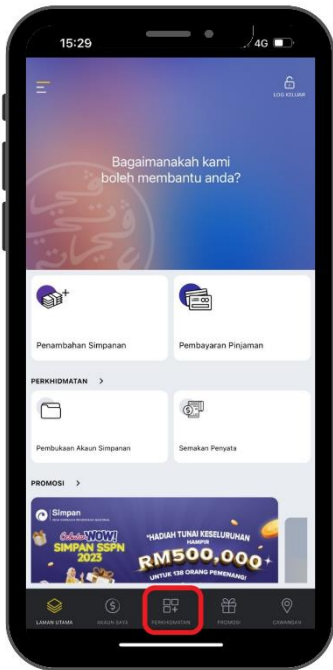 15:29
4G
LOG KELUAR
Bagaimanakah kami
boleh membantu anda?
Penambahan Simpanan
Pembayaran Pinjaman
PERKHIDMATAN >
Pembukaan Akaun Simpanan
Semakan Penyata
PROMOSI >
Simpan
WOW!
SIMPAN SSPN
2023
"HADIAH TUNAI KESELURUHAN
HAMPIR
RM500,000+
UNTUK 138 ORANG PEMENANG!
LAMAN UTAMA
AKAUN SAYA
PERKHIDMATAN
PROMOSI
CAWANGAN